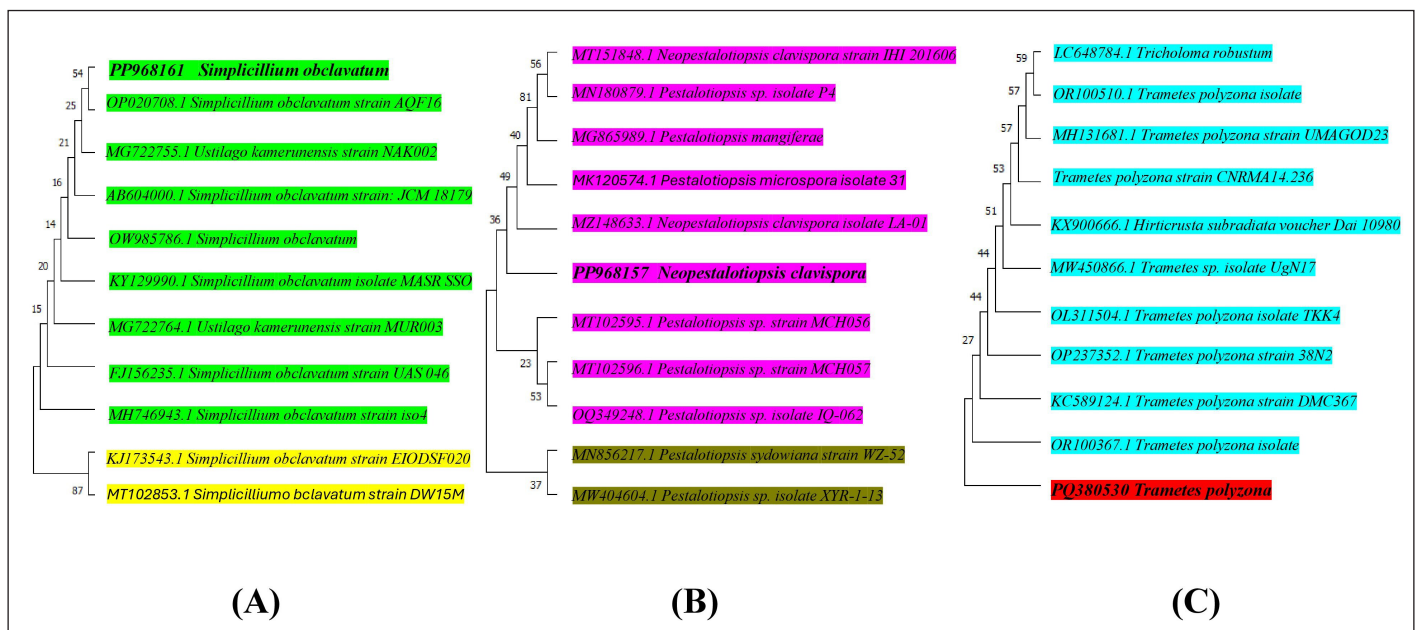 PP968161 Simplicillium obclavatum
OP020708.1 Simplicillium obclavatum strain AQF16
MG722755.1 Ustilago kamerunensis strain NAK002
AB604000.1 Simplicillium obclavatum strain: JCM 18179
OW985786.1 Simplicillium obclavatum
KY129990.1 Simplicillium obclavatum isolate MASR SSO
MG722764.1 Ustilago kamerunensis strain MUR003
FJ156235.1 Simplicillium obclavatum strain UAS 046
MH746943.1 Simplicillium obclavatum strain iso4
KJ173543.1 Simplicillium obclavatum strain EIODSF020
MT102853.1 Simplicilliumo bclavatum strain DW15M
54
25
21
16
14
20
15
87
(A)
MT151848.1 Neopestalotiopsis clavispora strain IHI 201606
MN180879.1 Pestalotiopsis sp. isolate P4
MG865989.1 Pestalotiopsis mangiferae
MK120574.1 Pestalotiopsis microspora isolate 31
MZ148633.1 Neopestalotiopsis clavispora isolate LA-01
PP968157 Neopestalotiopsis clavispora
MT102595.1 Pestalotiopsis sp. strain MCH056
MT102596.1 Pestalotiopsis sp. strain MCH057
OQ349248.1 Pestalotiopsis sp. isolate IQ-062
MN856217.1 Pestalotiopsis sydowiana strain WZ-52
MW404604.1 Pestalotiopsis sp. isolate XYR-1-13
56
81
40
49
36
23
53
37
(B)
LC648784.1 Tricholoma robustum
OR100510.1 Trametes polyzona isolate
MH131681.1 Trametes polyzona strain UMAGOD23
Trametes polyzona strain CNRMA14.236
KX900666.1 Hirticrusta subradiata voucher Dai 10980
MW450866.1 Trametes sp. isolate UgN17
OL311504.1 Trametes polyzona isolate TKK4
OP237352.1 Trametes polyzona strain 38N2
KC589124.1 Trametes polyzona strain DMC367
OR100367.1 Trametes polyzona isolate
PQ380530 Trametes polyzona
59
57
57
53
51
44
44
27
(C)